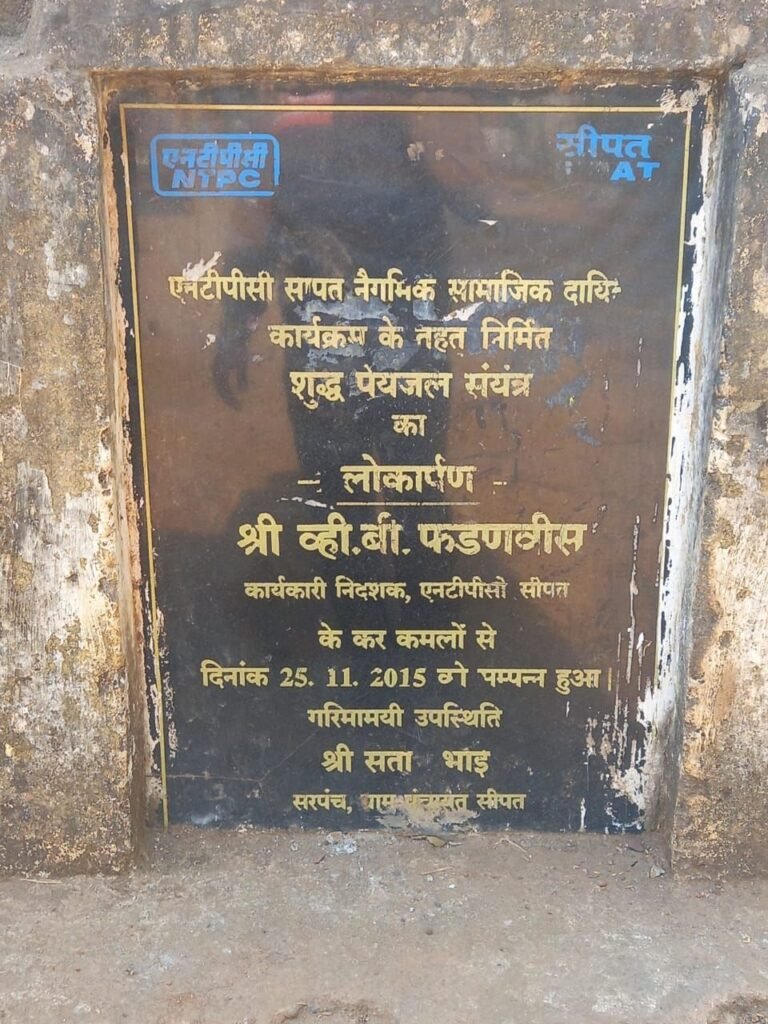 एनटीपीसी
NTPC
सीपत
AT
एनटीपीसी सीपत नैगमिक सामाजिक
कार्यक्रम के तहत निर्मित
शुद्ध पेयजल संयंत्र
का
- लोकार्पण -
श्री व्ही.बी. फडणवीस
कार्यकारी निदेशक, एनटीपीसी सीपत
के कर कमलों से
दिनांक 25. 11. 2015 को सम्पन्न हुआ|
गरिमामयी उपस्थिति
श्री भाई
सरपंच, ग्राम पंचायत सीपत